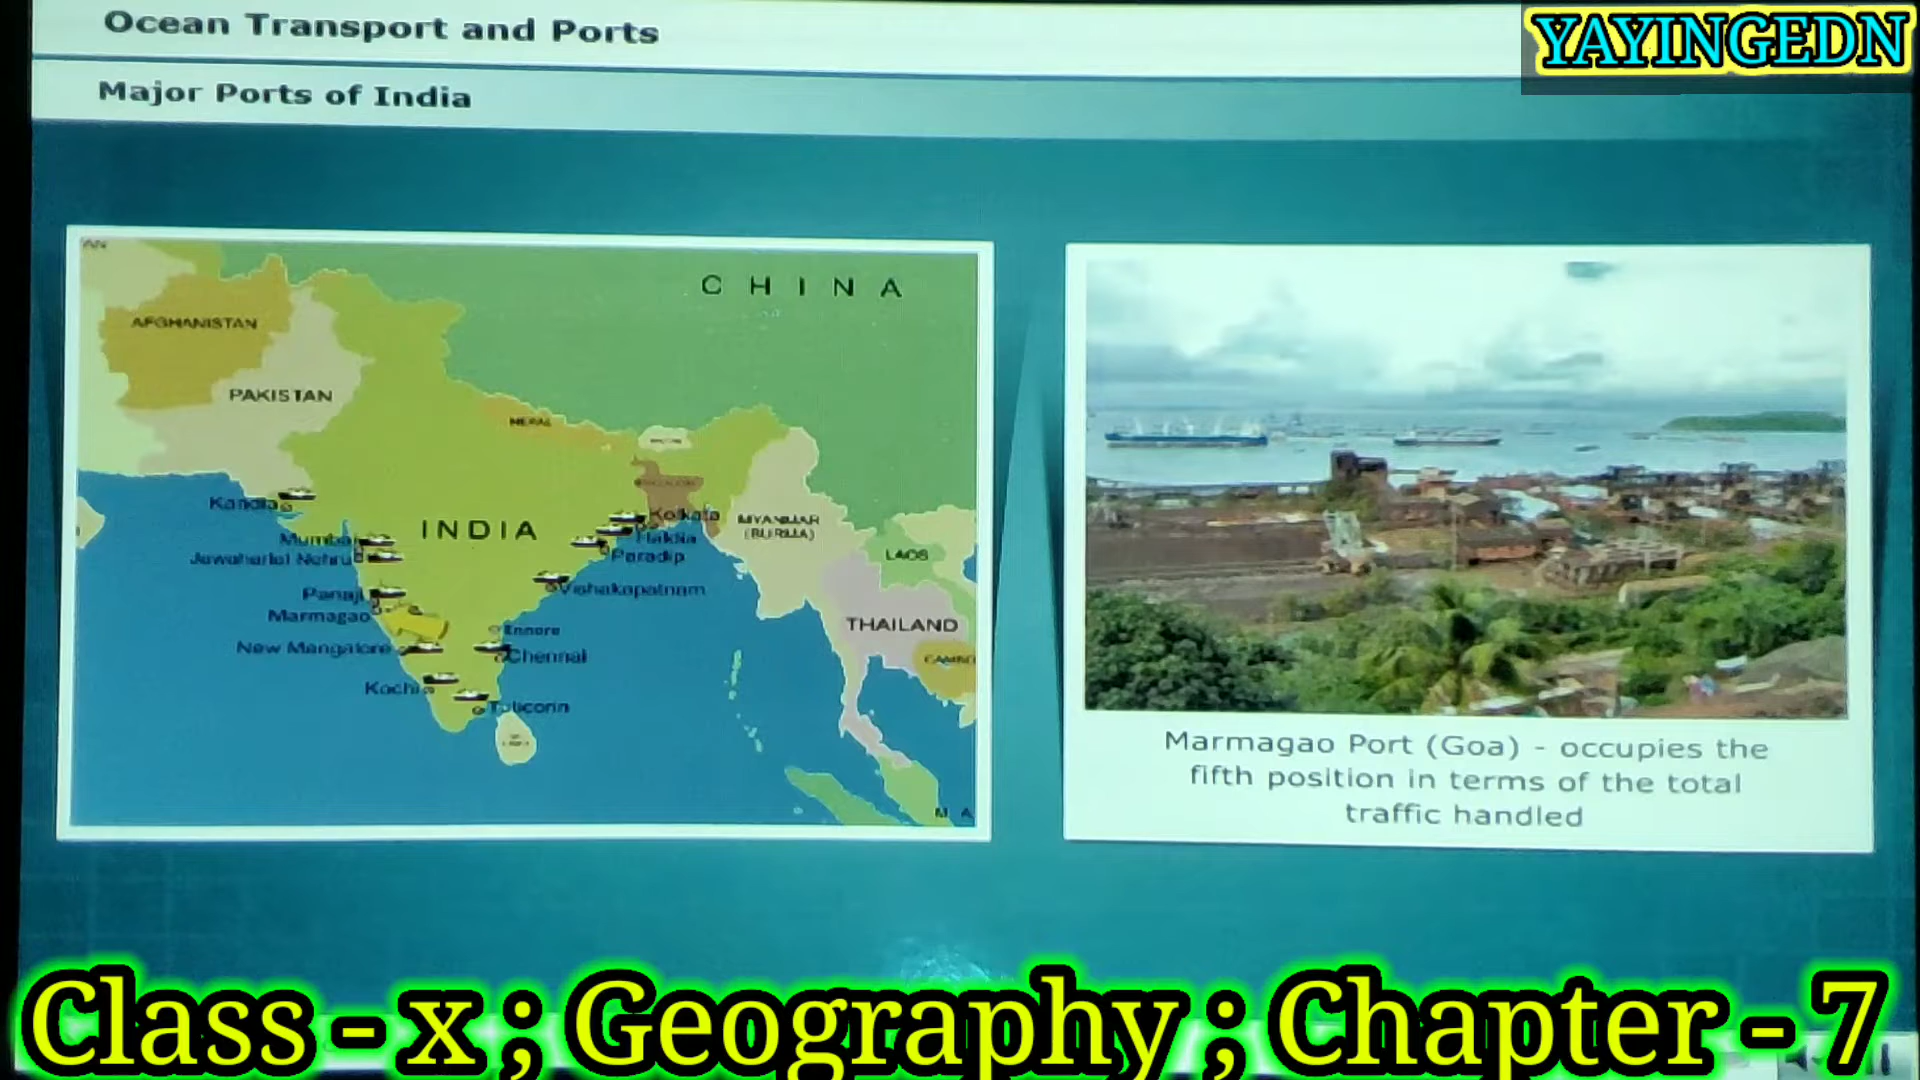 Ocean Transport and Ports
YAYINGEDN
Major Ports of India
AN
CHINA
AFGHANISTAN
PAKISTAN
NEPAL
Kandla
INDIA
Kolkata
MYANMAR
(BURMA)
Mumbai
Haldia
Jawaharlal Nehru
Paradip
LAOS
Panaji
Vishakapatnam
Marmagao
Ennore
THAILAND
New Mangalore
Chennai
Kochi
Tuticorin
M A
Marmagao Port (Goa) - occupies the
fifth position in terms of the total
traffic handled
Class - x ; Geography ; Chapter - 7